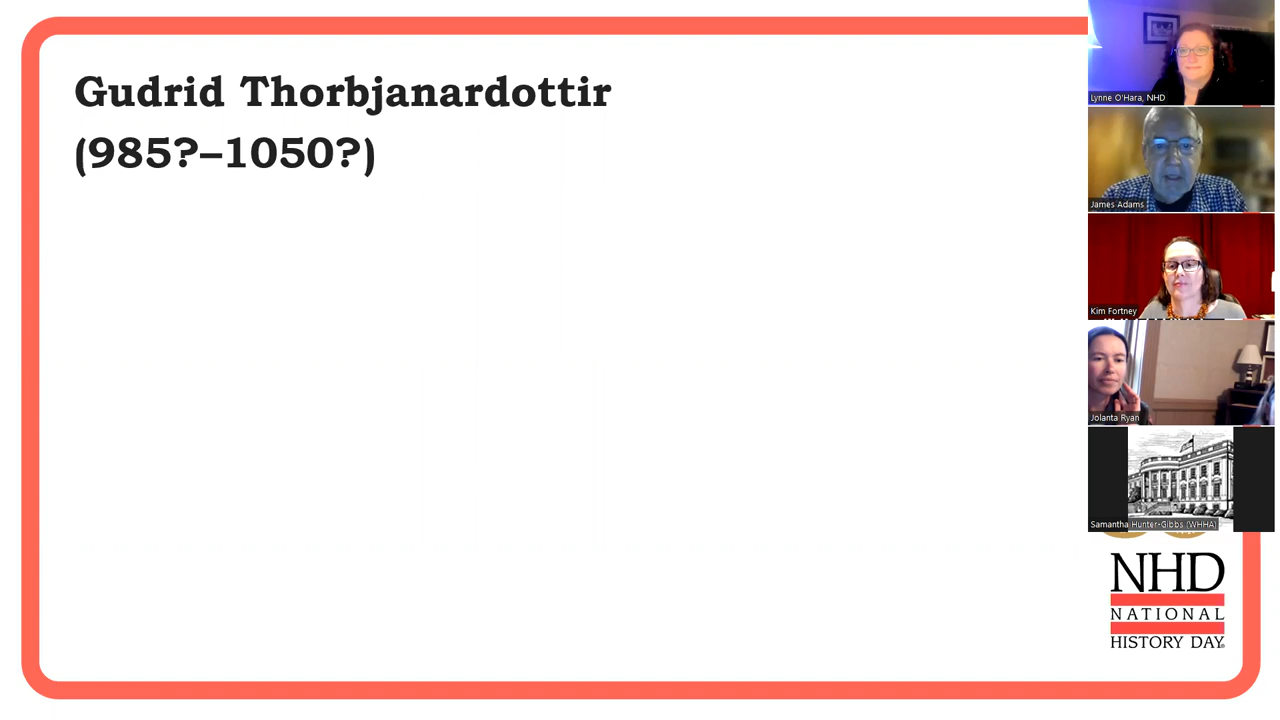 Gudrid Thorbjanardottir
(985?–1050?)
Lynne O'Hara, NHD
James Adams
Kim Fortney
Jolanta Ryan
Samantha Hunter-Gibbs (WHHA)
NHD
NATIONAL
HISTORY DAY®